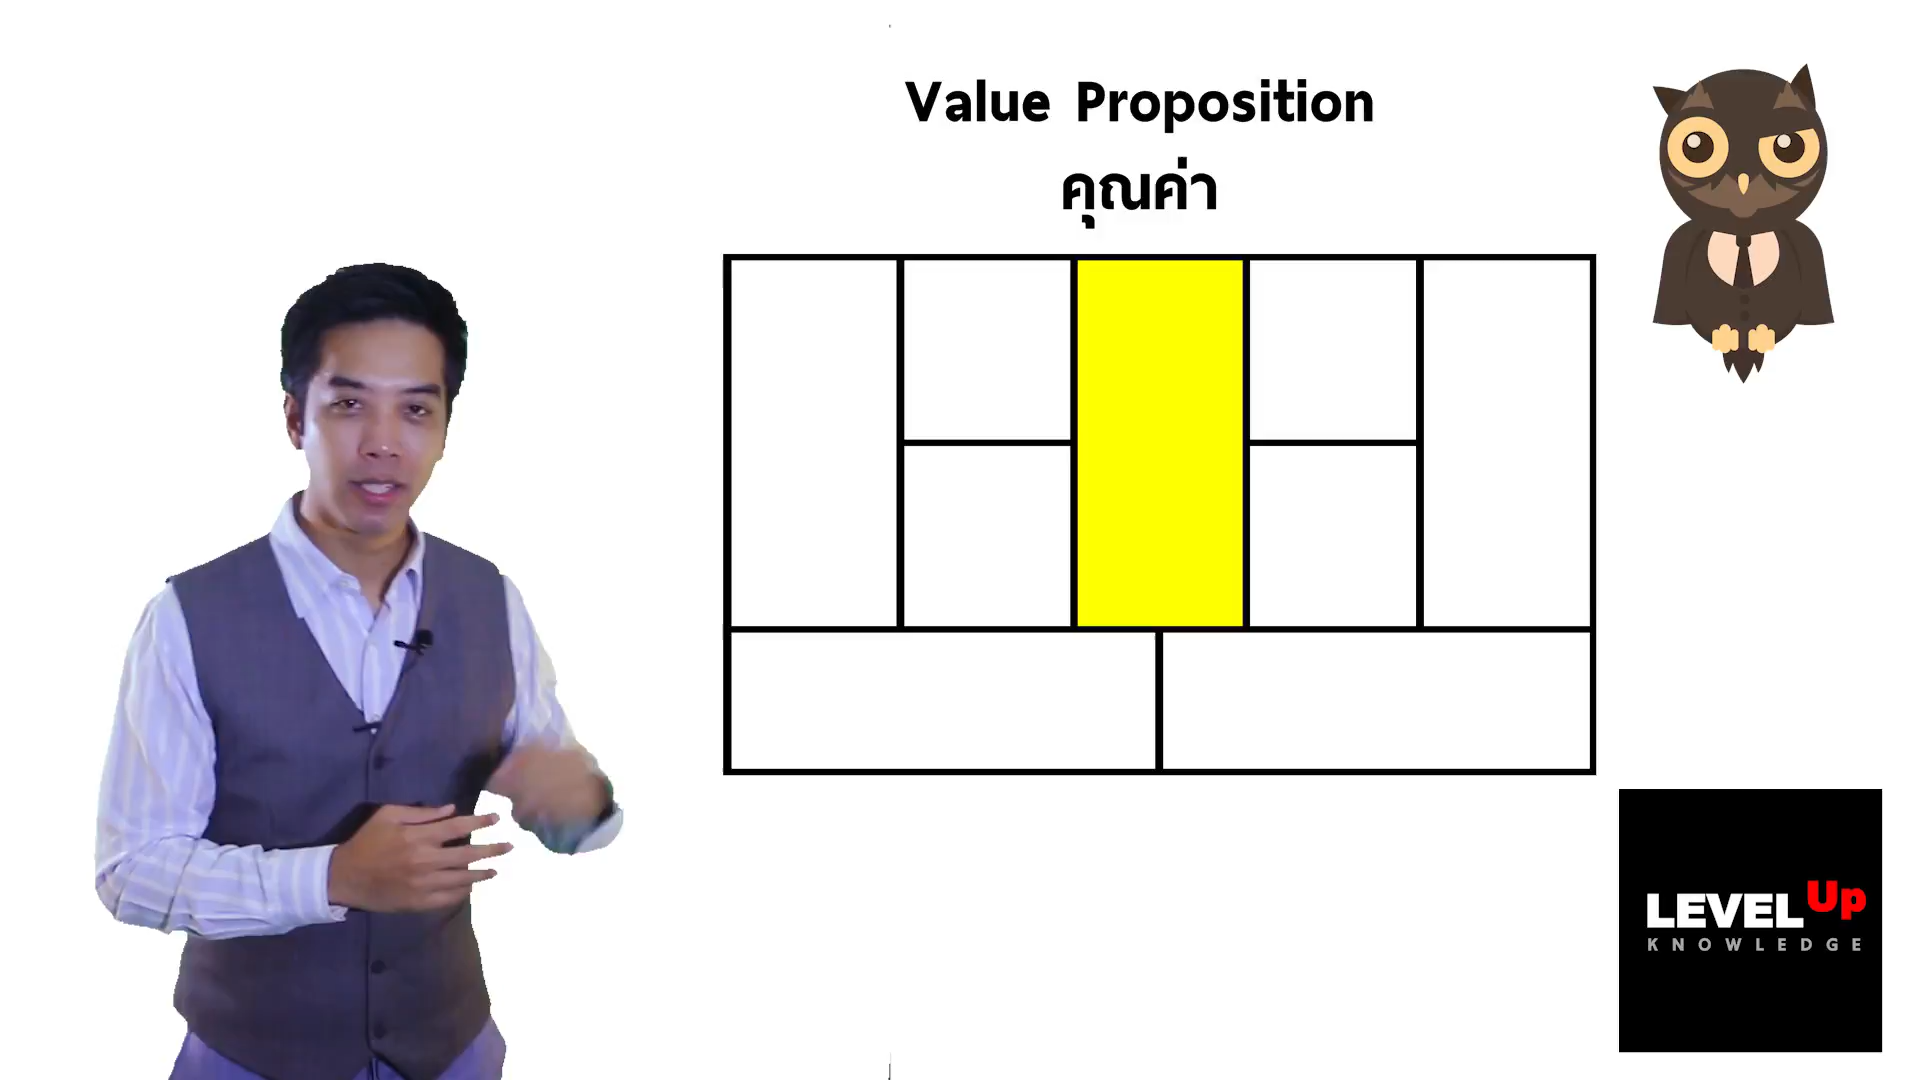 Value Proposition
คุณค่า
LEVEL Up
KNOWLEDGE